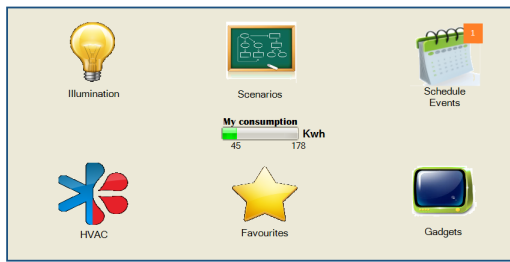 1
Illumination
Scenarios
Schedule
Events
My consumption
Kwh
45 178
HVAC
Favourites
Gadgets